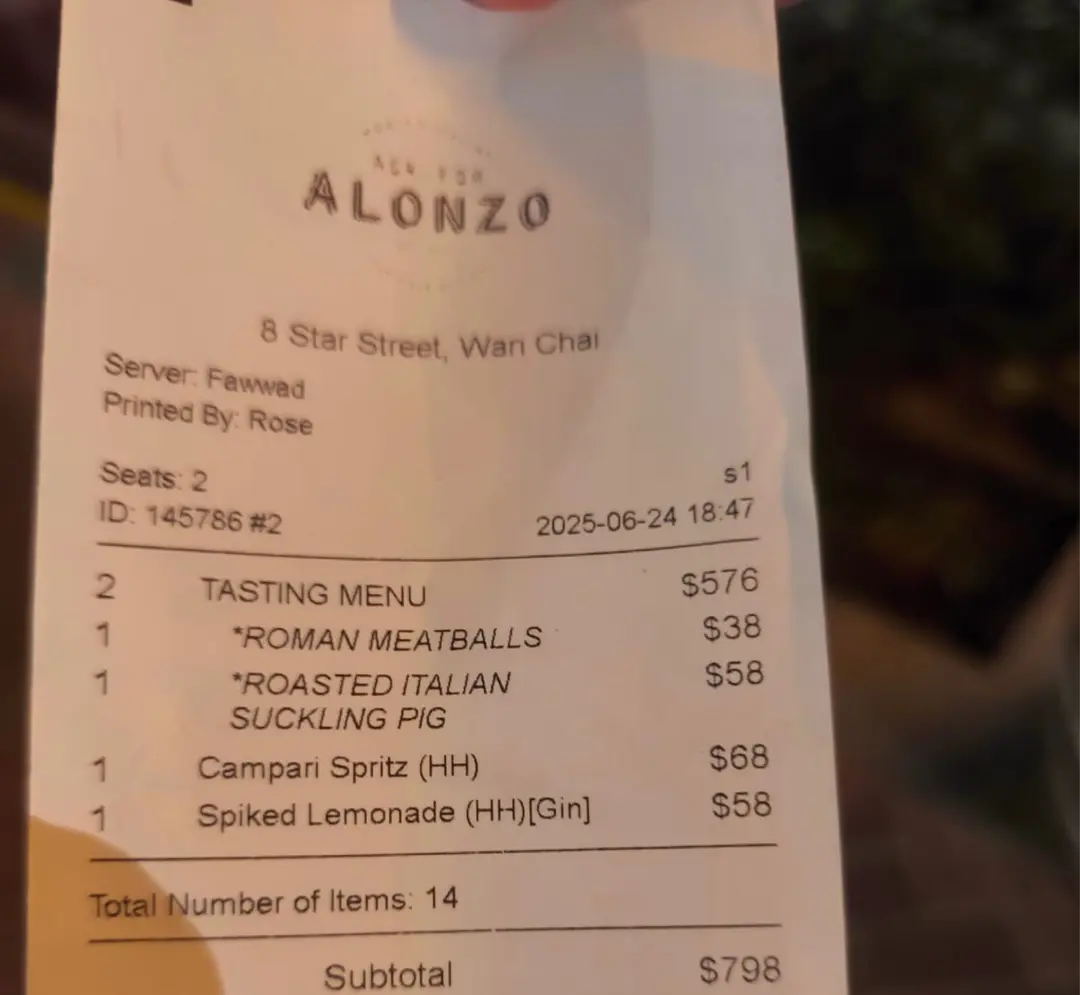 ASK FOR
ALONZO
8 Star Street, Wan Chai
Server: Fawwad
Printed By: Rose
Seats: 2 s1
ID: 145786 #2 2025-06-24 18:47
2 TASTING MENU $576
1 *ROMAN MEATBALLS $38
1 *ROASTED ITALIAN $58
SUCKLING PIG
1 Campari Spritz (HH) $68
1 Spiked Lemonade (HH)[Gin] $58
Total Number of Items: 14
Subtotal $798